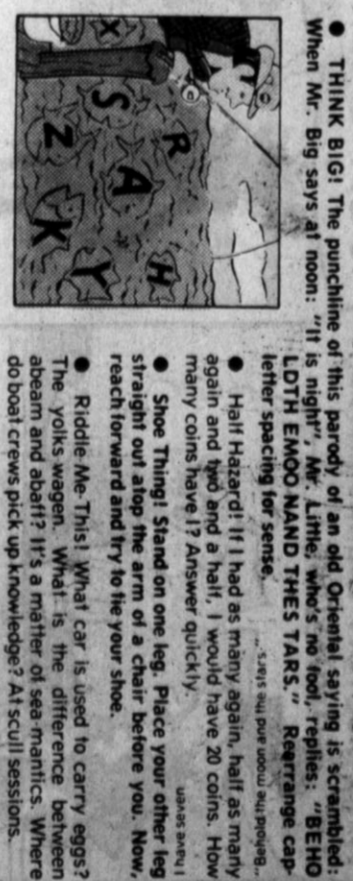 ● THINK BIG! The punchline of this parody of an old Oriental saying is scrambled:
When Mr. Big says at noon: "It is night", Mr. Little, who's no fool, replies: "BEHO
LDTH EMOO NAND THES TARS." Rearrange cap-
letter spacing for sense.
"Behold the moon and the stars."
● Half Hazard! If I had as many again, half as many
again and two and a half, I would have 20 coins. How
many coins have I? Answer quickly.
I have seven
● Shoe Thing! Stand on one leg. Place your other leg
straight out atop the arm of a chair before you. Now,
reach forward and try to tie your shoe.
● Riddle-Me-This! What car is used to carry eggs?
The yolks-wagen. What is the difference between
abeam and abaft? It's a matter of sea-mantics. Where
do boat crews pick up knowledge? At scull sessions.
X
S
R
Z
A
K
Y
H